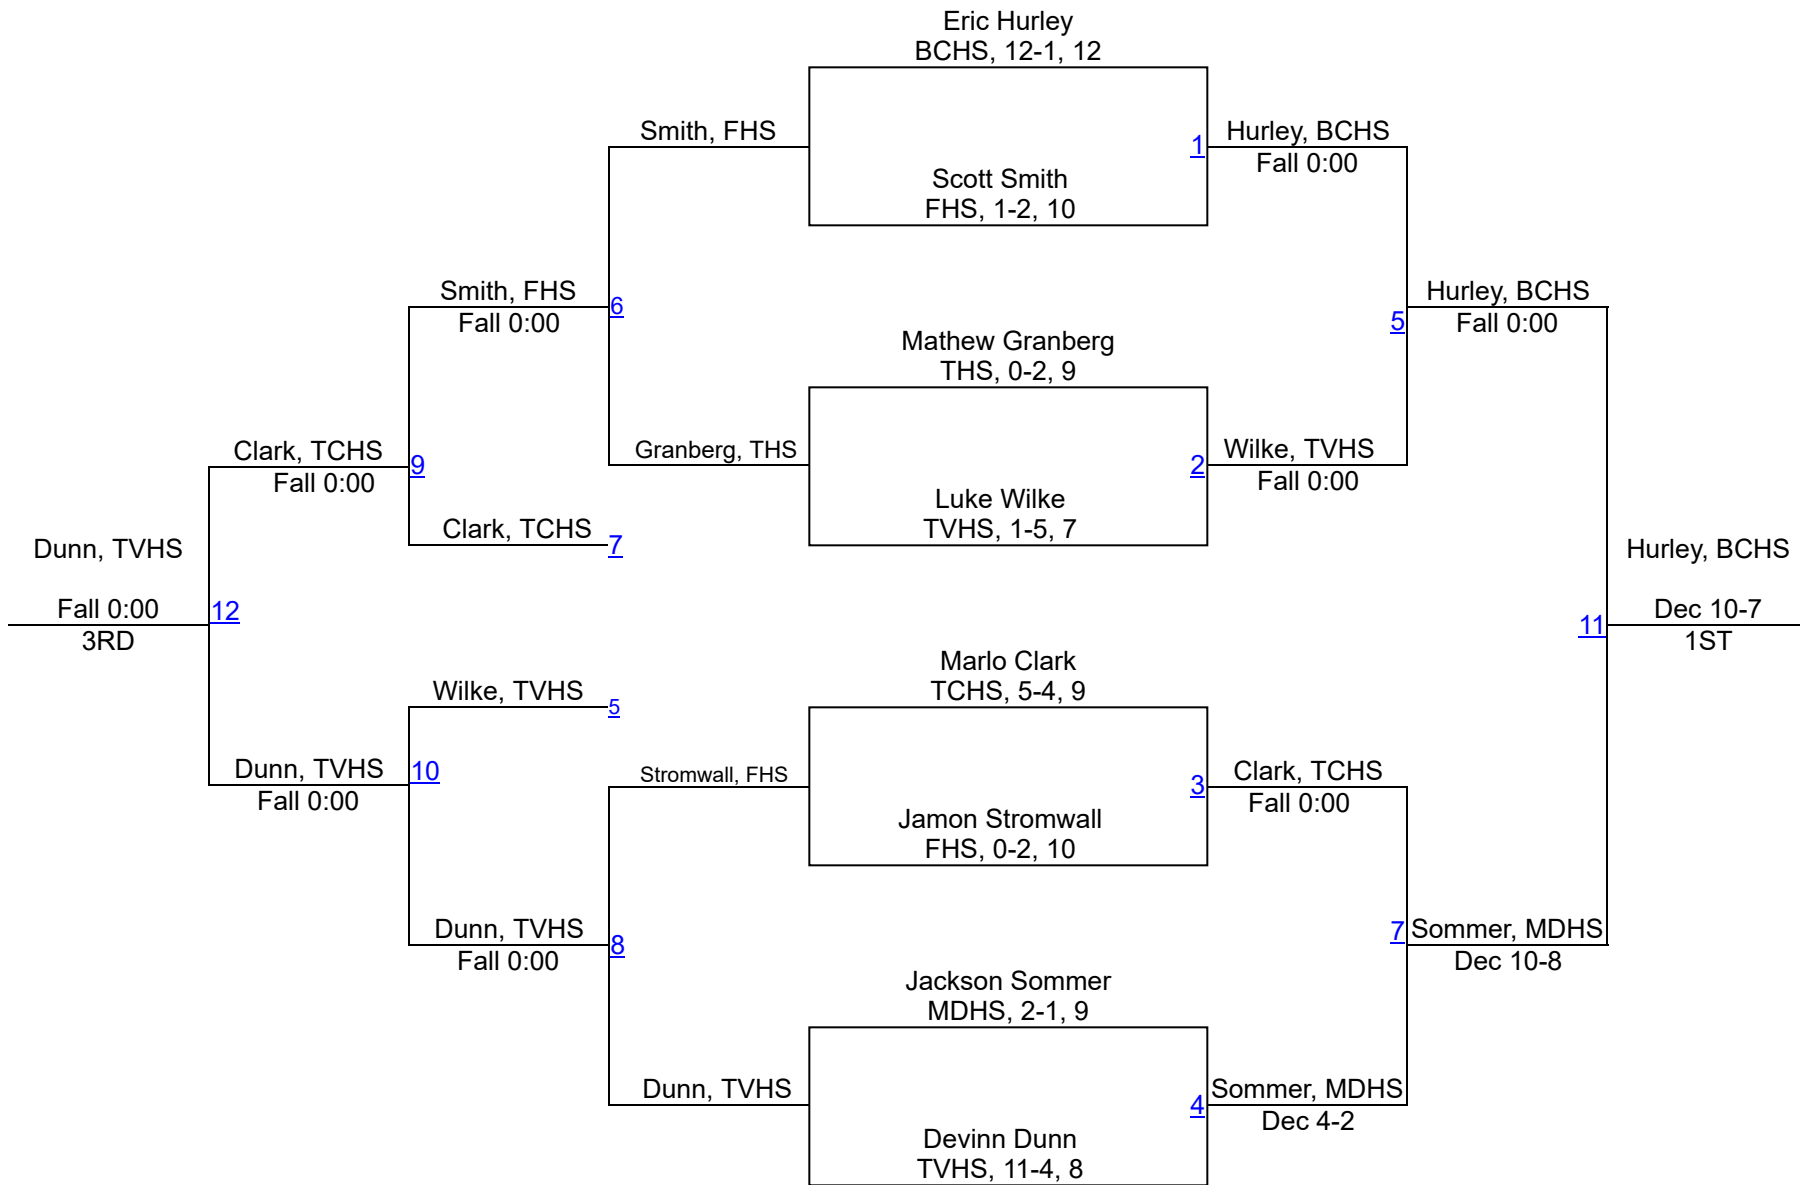 Eric Hurley
BCHS, 12-1, 12
Smith, FHS
1
Hurley, BCHS
Fall 0:00
Scott Smith
FHS, 1-2, 10
Smith, FHS
Fall 0:00
6
Hurley, BCHS
Fall 0:00
5
Mathew Granberg
THS, 0-2, 9
Clark, TCHS
Fall 0:00
9
Granberg, THS
2
Wilke, TVHS
Fall 0:00
Luke Wilke
TVHS, 1-5, 7
Clark, TCHS
7
Dunn, TVHS
Fall 0:00
3RD
12
Hurley, BCHS
Dec 10-7
1ST
11
Marlo Clark
TCHS, 5-4, 9
Wilke, TVHS
5
Dunn, TVHS
Fall 0:00
10
Stromwall, FHS
3
Clark, TCHS
Fall 0:00
Jamon Stromwall
FHS, 0-2, 10
Dunn, TVHS
Fall 0:00
8
7
Sommer, MDHS
Dec 10-8
Jackson Sommer
MDHS, 2-1, 9
Dunn, TVHS
4
Sommer, MDHS
Dec 4-2
Devinn Dunn
TVHS, 11-4, 8